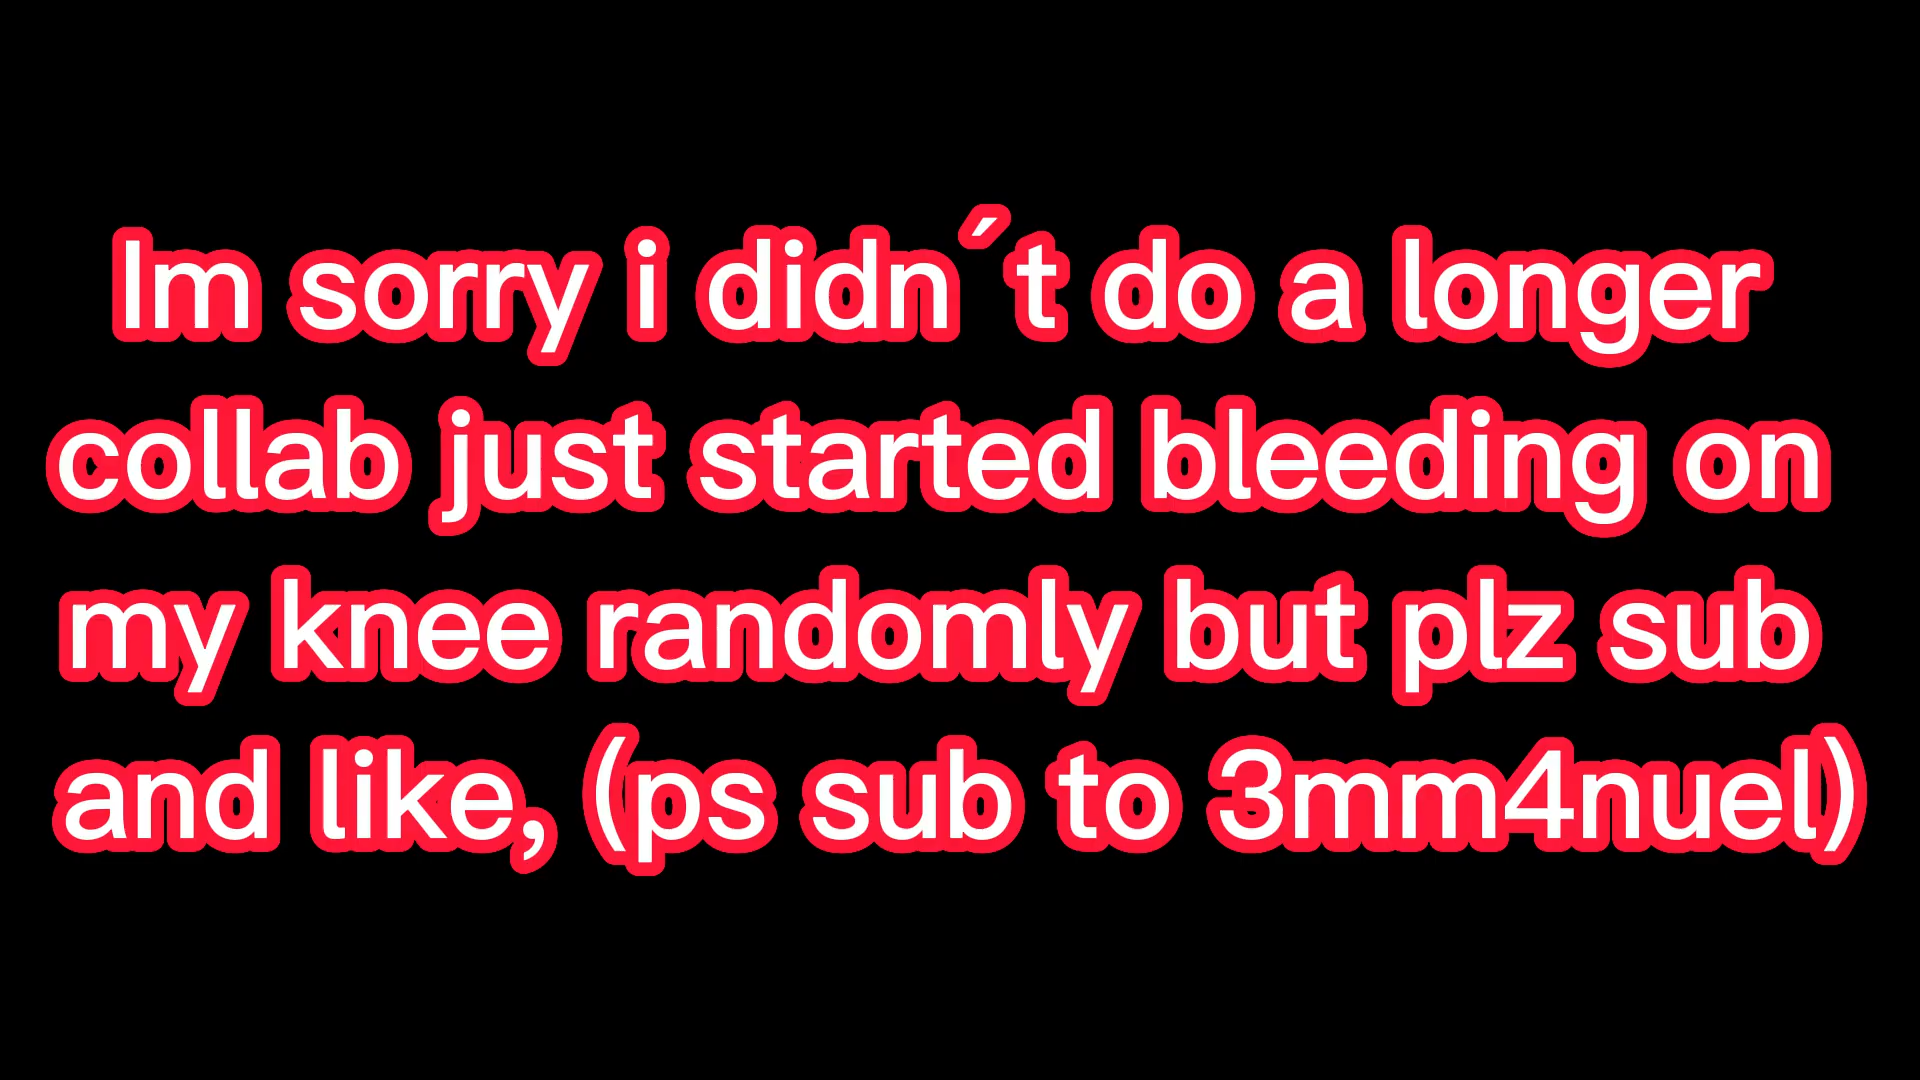 Im sorry i didn´t do a longer
collab just started bleeding on
my knee randomly but plz sub
and like, (ps sub to 3mm4nuel)